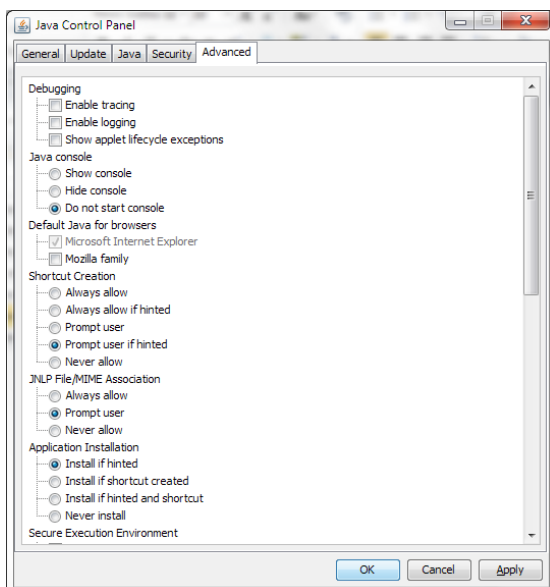 Java Control Panel
General Update Java Security Advanced
Debugging
Enable tracing
Enable logging
Show applet lifecycle exceptions
Java console
Show console
Hide console
Do not start console
Default Java for browsers
Microsoft Internet Explorer
Mozilla family
Shortcut Creation
Always allow
Always allow if hinted
Prompt user
Prompt user if hinted
Never allow
JNLP File/MIME Association
Always allow
Prompt user
Never allow
Application Installation
Install if hinted
Install if shortcut created
Install if hinted and shortcut
Never install
Secure Execution Environment
OK Cancel Apply